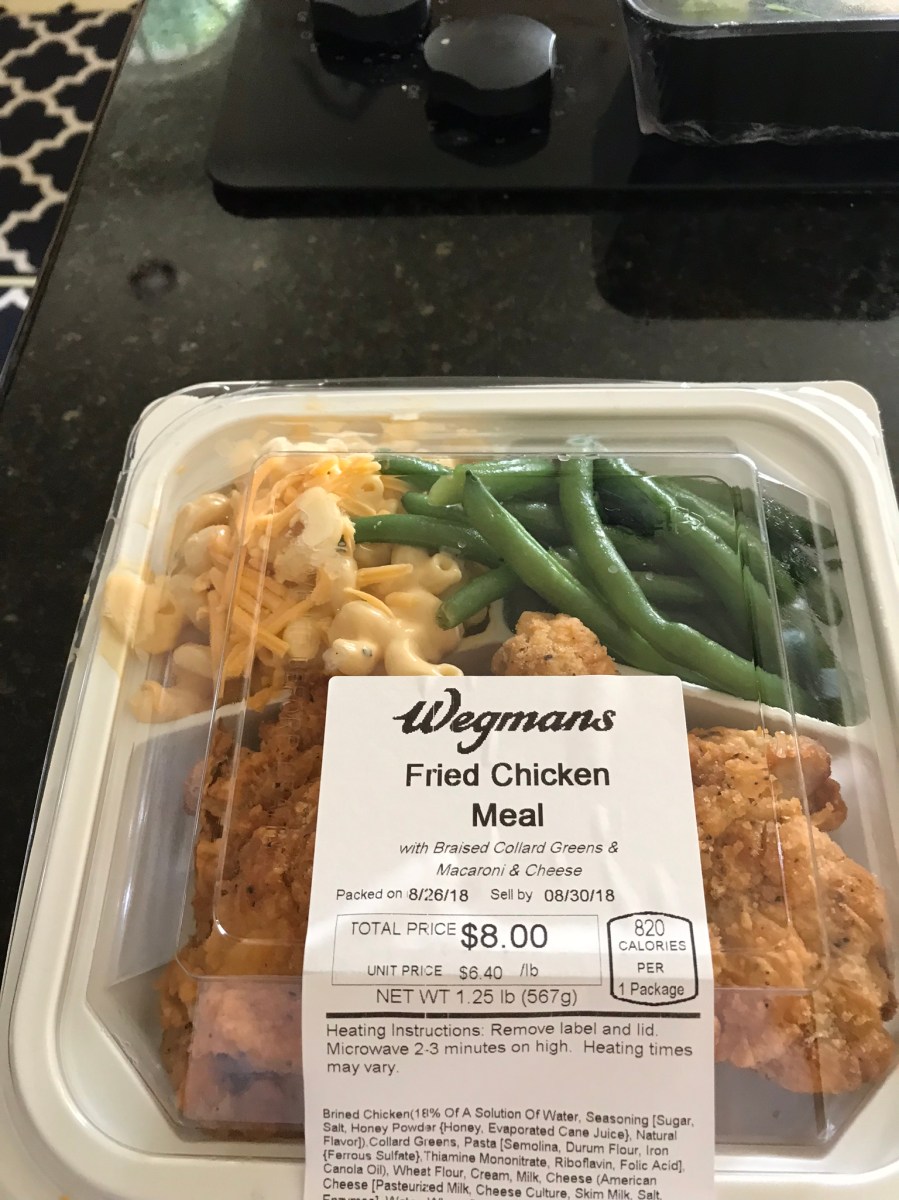 Wegmans
Fried Chicken
Meal
with Braised Collard Greens &
Macaroni & Cheese
Packed on 8/26/18 Sell by 08/30/18
TOTAL PRICE $8.00
UNIT PRICE $6.40 /lb
NET WT 1.25 lb (567g)
820
CALORIES
PER
1 Package
Heating Instructions: Remove label and lid.
Microwave 2-3 minutes on high. Heating times
may vary.
Brined Chicken(18% Of A Solution Of Water, Seasoning [Sugar,
Salt, Honey Powder {Honey, Evaporated Cane Juice}, Natural
Flavor]),Collard Greens, Pasta [Semolina, Durum Flour, Iron
{Ferrous Sulfate},Thiamine Mononitrate, Riboflavin, Folic Acid],
Canola Oil), Wheat Flour, Cream, Milk, Cheese (American
Cheese [Pasteurized Milk, Cheese Culture, Skim Milk, Salt,